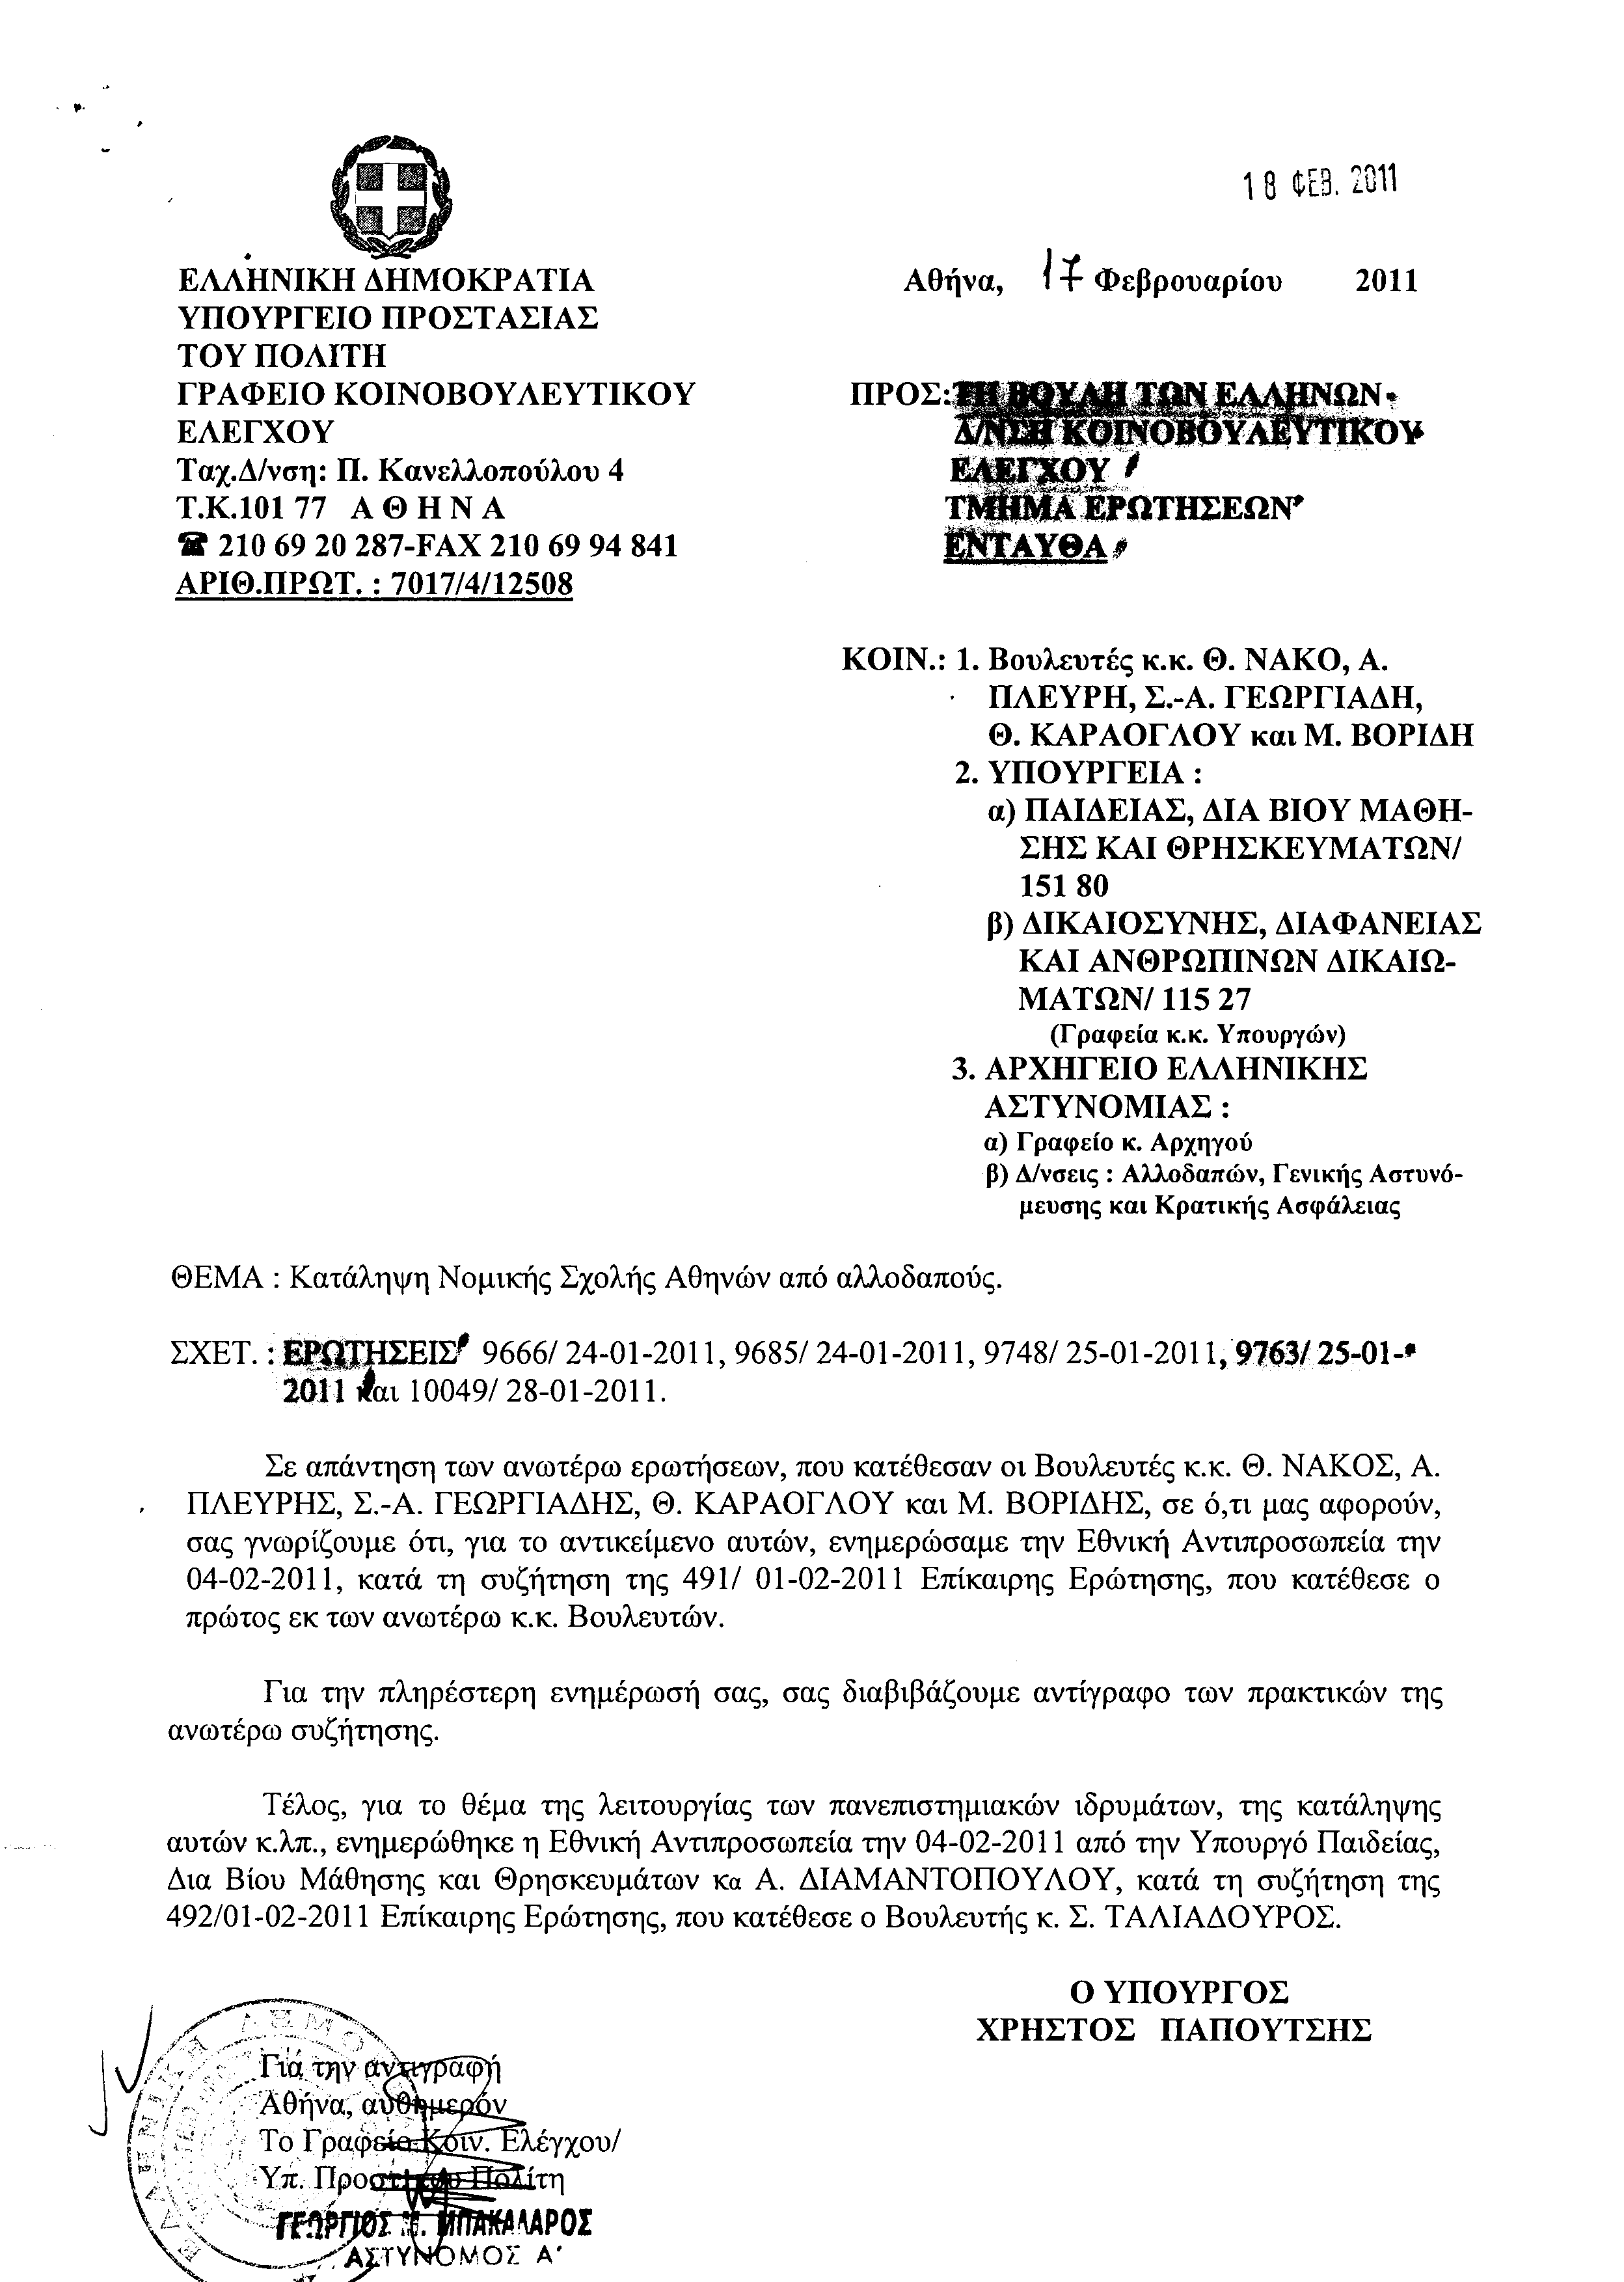 18 ΦΕΒ. 2011
ΕΛΛΗΝΙΚΗ ΔΗΜΟΚΡΑΤΙΑ
ΥΠΟΥΡΓΕΙΟ ΠΡΟΣΤΑΣΙΑΣ
ΤΟΥ ΠΟΛΙΤΗ
ΓΡΑΦΕΙΟ ΚΟΙΝΟΒΟΥΛΕΥΤΙΚΟΥ
ΕΛΕΓΧΟΥ
Ταχ.Δ/νση: Π. Κανελλοπούλου 4
Τ.Κ.101 77 Α Θ Η Ν Α
☎ 210 69 20 287-FAX 210 69 94 841
ΑΡΙΘ.ΠΡΩΤ. : 7017/4/12508
Αθήνα, 17 Φεβρουαρίου 2011
ΠΡΟΣ: ΤΗ ΒΟΥΛΗ ΤΩΝ ΕΛΛΗΝΩΝ
Δ/ΝΣΗ ΚΟΙΝΟΒΟΥΛΕΥΤΙΚΟΥ
ΕΛΕΓΧΟΥ
ΤΜΗΜΑ ΕΡΩΤΗΣΕΩΝ
ΕΝΤΑΥΘΑ
ΚΟΙΝ.: 1. Βουλευτές κ.κ. Θ. ΝΑΚΟ, Α.
ΠΛΕΥΡΗ, Σ.-Α. ΓΕΩΡΓΙΑΔΗ,
Θ. ΚΑΡΑΟΓΛΟΥ και Μ. ΒΟΡΙΔΗ
2. ΥΠΟΥΡΓΕΙΑ :
α) ΠΑΙΔΕΙΑΣ, ΔΙΑ ΒΙΟΥ ΜΑΘΗ-
ΣΗΣ ΚΑΙ ΘΡΗΣΚΕΥΜΑΤΩΝ/
151 80
β) ΔΙΚΑΙΟΣΥΝΗΣ, ΔΙΑΦΑΝΕΙΑΣ
ΚΑΙ ΑΝΘΡΩΠΙΝΩΝ ΔΙΚΑΙΩ-
ΜΑΤΩΝ/ 115 27
(Γραφεία κ.κ. Υπουργών)
3. ΑΡΧΗΓΕΙΟ ΕΛΛΗΝΙΚΗΣ
ΑΣΤΥΝΟΜΙΑΣ :
α) Γραφείο κ. Αρχηγού
β) Δ/νσεις : Αλλοδαπών, Γενικής Αστυνό-
μευσης και Κρατικής Ασφάλειας
ΘΕΜΑ : Κατάληψη Νομικής Σχολής Αθηνών από αλλοδαπούς.
ΣΧΕΤ. : ΕΡΩΤΗΣΕΙΣ 9666/ 24-01-2011, 9685/ 24-01-2011, 9748/ 25-01-2011, 9763/ 25-01-
2011 και 10049/ 28-01-2011.
Σε απάντηση των ανωτέρω ερωτήσεων, που κατέθεσαν οι Βουλευτές κ.κ. Θ. ΝΑΚΟΣ, Α.
ΠΛΕΥΡΗΣ, Σ.-Α. ΓΕΩΡΓΙΑΔΗΣ, Θ. ΚΑΡΑΟΓΛΟΥ και Μ. ΒΟΡΙΔΗΣ, σε ό,τι μας αφορούν,
σας γνωρίζουμε ότι, για το αντικείμενο αυτών, ενημερώσαμε την Εθνική Αντιπροσωπεία την
04-02-2011, κατά τη συζήτηση της 491/ 01-02-2011 Επίκαιρης Ερώτησης, που κατέθεσε ο
πρώτος εκ των ανωτέρω κ.κ. Βουλευτών.
Για την πληρέστερη ενημέρωσή σας, σας διαβιβάζουμε αντίγραφο των πρακτικών της
ανωτέρω συζήτησης.
Τέλος, για το θέμα της λειτουργίας των πανεπιστημιακών ιδρυμάτων, της κατάληψης
αυτών κ.λπ., ενημερώθηκε η Εθνική Αντιπροσωπεία την 04-02-2011 από την Υπουργό Παιδείας,
Δια Βίου Μάθησης και Θρησκευμάτων κα Α. ΔΙΑΜΑΝΤΟΠΟΥΛΟΥ, κατά τη συζήτηση της
492/01-02-2011 Επίκαιρης Ερώτησης, που κατέθεσε ο Βουλευτής κ. Σ. ΤΑΛΙΑΔΟΥΡΟΣ.
Ο ΥΠΟΥΡΓΟΣ
ΧΡΗΣΤΟΣ ΠΑΠΟΥΤΣΗΣ
Για την αντιγραφή
Αθήνα, αυθημερόν
Το Γραφείο Κοιν. Ελέγχου/
Υπ. Προστ. του Πολίτη
ΓΕΩΡΓΙΟΣ Μ. ΜΠΑΚΑΛΑΡΟΣ
ΑΣΤΥΝΟΜΟΣ Α'